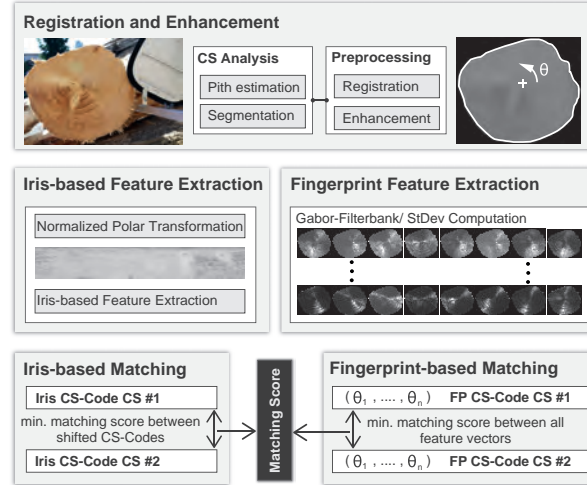 Registration and Enhancement
CS Analysis
Pith estimation
Segmentation
Preprocessing
Registration
Enhancement
θ
Iris-based Feature Extraction
Normalized Polar Transformation
Iris-based Feature Extraction
Fingerprint Feature Extraction
Gabor-Filterbank/ StDev Computation
Iris-based Matching
Iris CS-Code CS #1
min. matching score between
shifted CS-Codes
Iris CS-Code CS #2
Matching Score
Fingerprint-based Matching
(θ1 , .... , θn) FP CS-Code CS #1
min. matching score between all
feature vectors
(θ1 , .... , θn) FP CS-Code CS #2